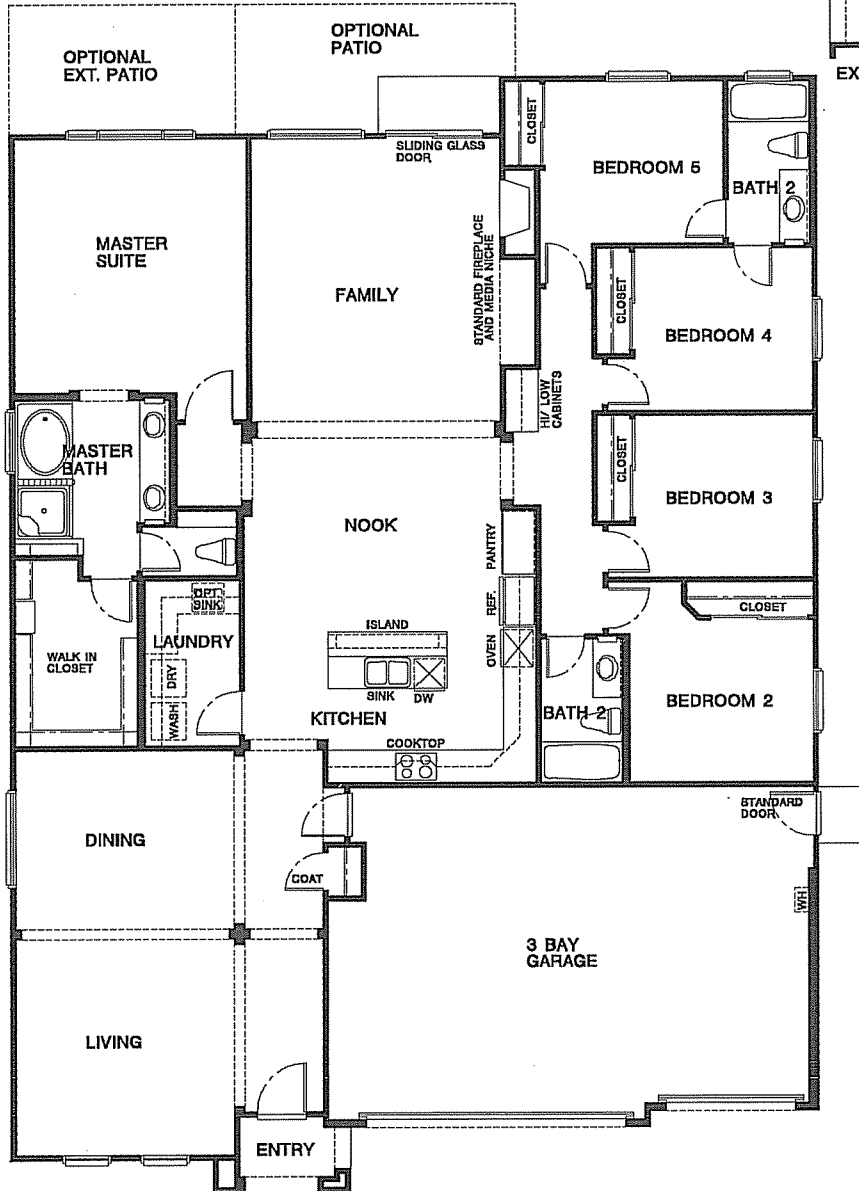 OPTIONAL
EXT. PATIO
OPTIONAL
PATIO
EX
SLIDING GLASS
DOOR
CLOSET
BEDROOM 5
BATH 2
MASTER
SUITE
FAMILY
STANDARD FIREPLACE
AND MEDIA NICHE
CLOSET
BEDROOM 4
HI/ LOW
CABINETS
MASTER
BATH
CLOSET
BEDROOM 3
NOOK
PANTRY
OPT
SINK
REF.
CLOSET
ISLAND
LAUNDRY
OVEN
WALK IN
CLOSET
DRY
SINK
DW
BEDROOM 2
WASH
KITCHEN
BATH 2
COOKTOP
STANDARD
DOOR
DINING
COAT
WH
3 BAY
GARAGE
LIVING
ENTRY